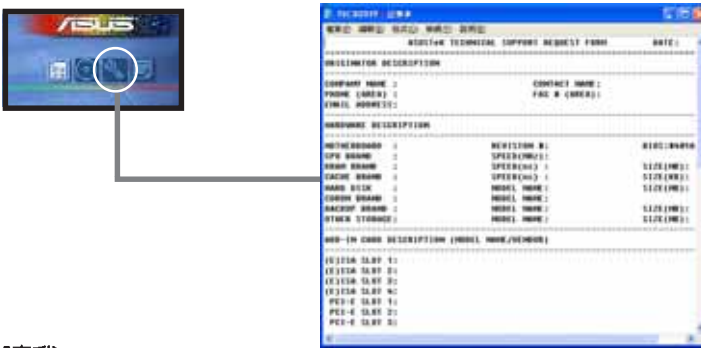 ASUS
ASUSTeK TECHNICAL SUPPORT REQUEST FORM DATE:
ORIGINATOR DESCRIPTION
COMPANY NAME : CONTACT NAME:
PHONE (AREA) : FAX # (AREA):
EMAIL ADDRESS:
HARDWARE DESCRIPTION
MOTHERBOARD : REVISION #: BIOS:
CPU BRAND : SPEED(MHz):
DRAM BRAND : SPEED(ns) : SIZE(MB):
CACHE BRAND : SPEED(ns) : SIZE(KB):
HARD DISK : MODEL NAME: SIZE(MB):
CDROM BRAND : MODEL NAME:
BACKUP BRAND : MODEL NAME: SIZE(MB):
OTHER STORAGE: MODEL NAME: SIZE(MB):
ADD-IN CARD DESCRIPTION (MODEL NAME/VENDOR)
(E)ISA SLOT 1:
(E)ISA SLOT 2:
(E)ISA SLOT 3:
(E)ISA SLOT 4:
PCI-E SLOT 1:
PCI-E SLOT 2:
PCI-E SLOT 3: